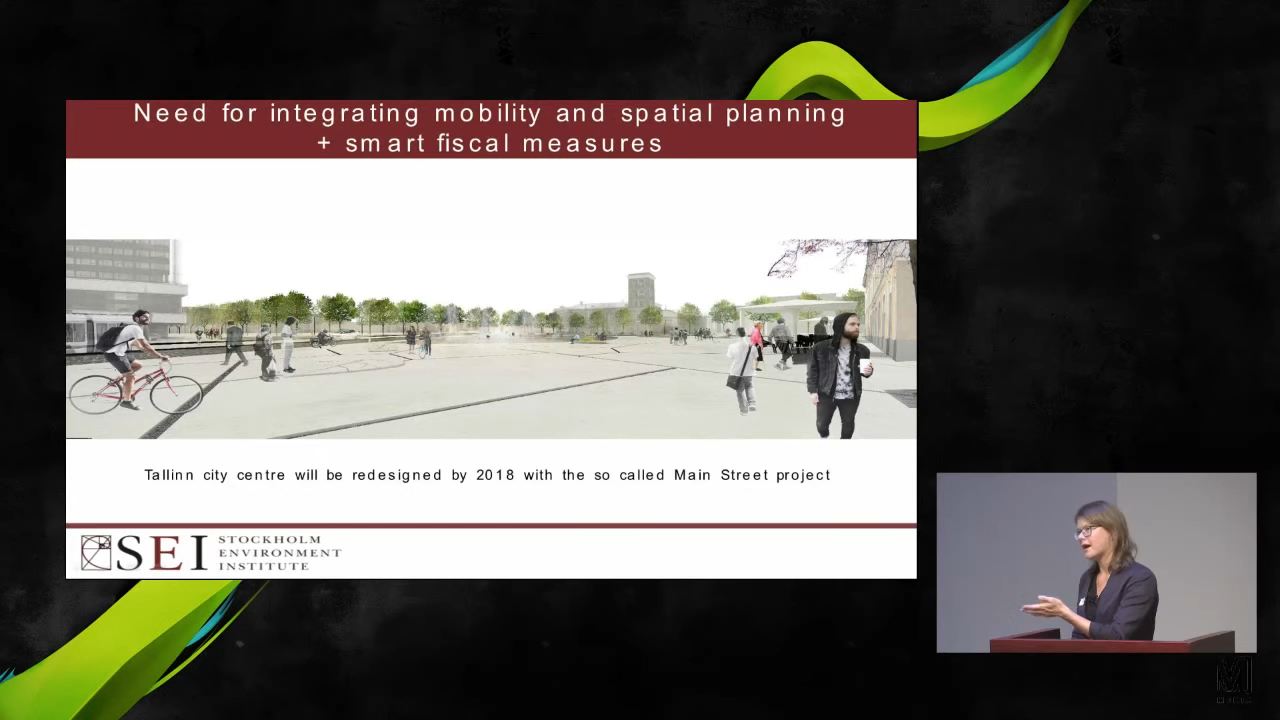 Need for integrating mobility and spatial planning
+ smart fiscal measures
Tallinn city centre will be redesigned by 2018 with the so called Main Street project
SEI
STOCKHOLM
ENVIRONMENT
INSTITUTE